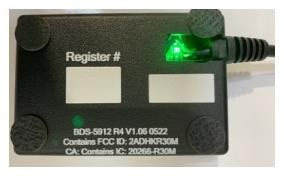 Register #
BDS-5912 R4 V1.06 0522
Contains FCC ID: 2ADHKR30M
CA: Contains IC: 20266-R30M